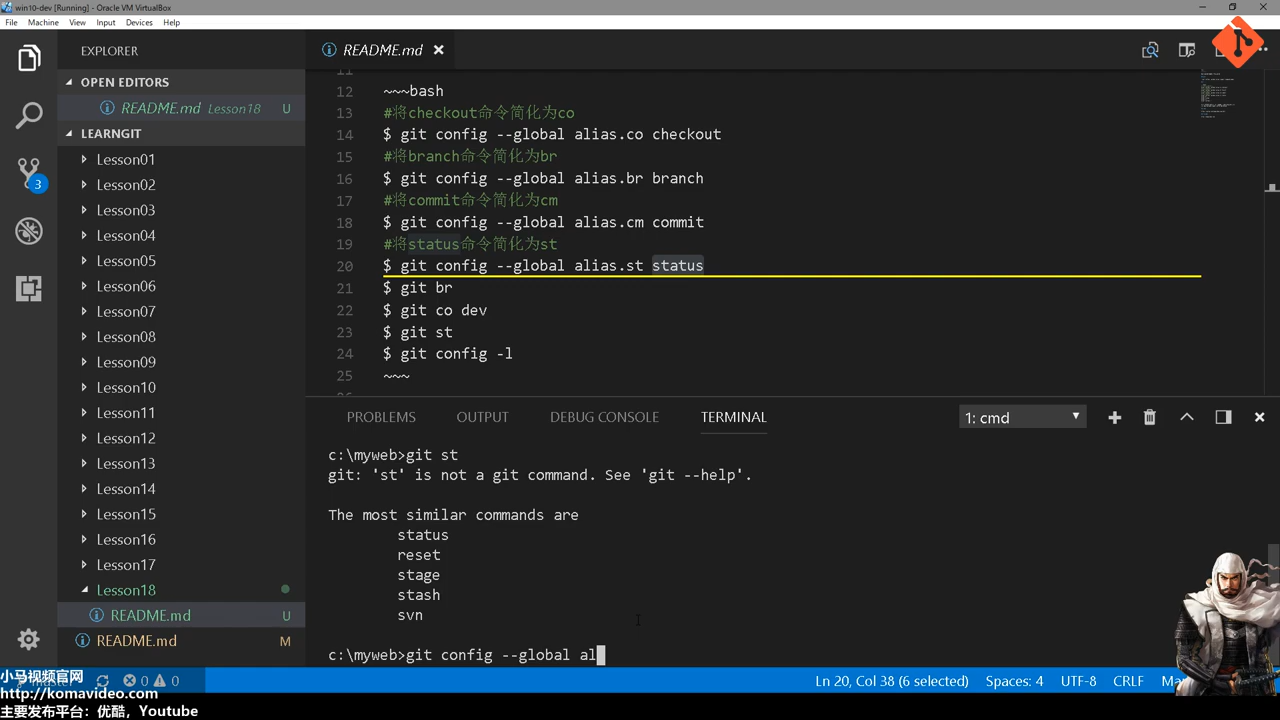 win10-dev [Running] - Oracle VM VirtualBox
File Machine View Input Devices Help
EXPLORER
OPEN EDITORS
README.md Lesson18 U
LEARNGIT
Lesson01
Lesson02
Lesson03
Lesson04
Lesson05
Lesson06
Lesson07
Lesson08
Lesson09
Lesson10
Lesson11
Lesson12
Lesson13
Lesson14
Lesson15
Lesson16
Lesson17
Lesson18
README.md U
README.md M
3
README.md
11
12 ~~~bash
13 #将checkout命令简化为co
14 $ git config --global alias.co checkout
15 #将branch命令简化为br
16 $ git config --global alias.br branch
17 #将commit命令简化为cm
18 $ git config --global alias.cm commit
19 #将status命令简化为st
20 $ git config --global alias.st status
21 $ git br
22 $ git co dev
23 $ git st
24 $ git config -l
25 ~~~
PROBLEMS OUTPUT DEBUG CONSOLE TERMINAL 1: cmd
c:\myweb>git st
git: 'st' is not a git command. See 'git --help'.
The most similar commands are
status
reset
stage
stash
svn
c:\myweb>git config --global al
0 0 Ln 20, Col 38 (6 selected) Spaces: 4 UTF-8 CRLF
小马视频官网
http://komavideo.com
主要发布平台：优酷，Youtube